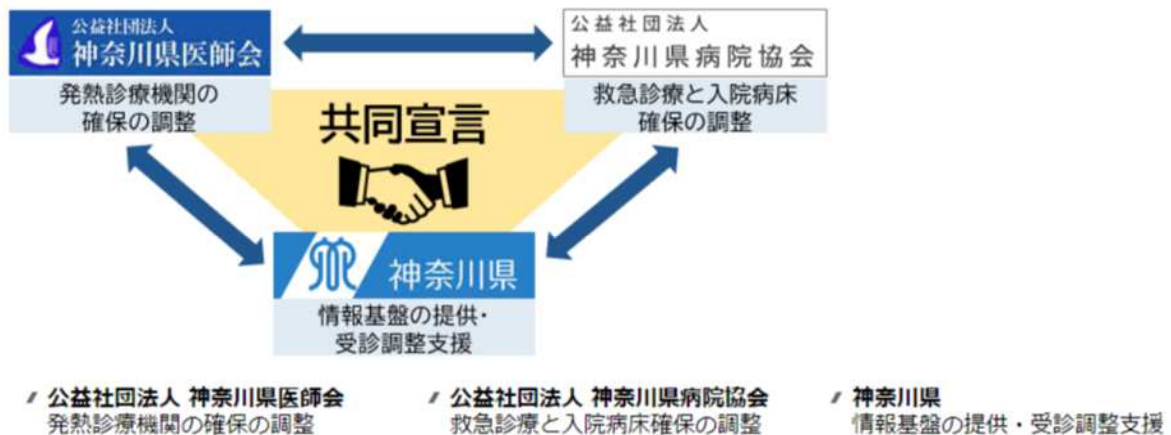 公益社団法人
神奈川県医師会
発熱診療機関の
確保の調整
公益社団法人
神奈川県病院協会
救急診療と入院病床
確保の調整
共同宣言
神奈川県
情報基盤の提供・
受診調整支援
公益社団法人 神奈川県医師会
発熱診療機関の確保の調整
公益社団法人 神奈川県病院協会
救急診療と入院病床確保の調整
神奈川県
情報基盤の提供・受診調整支援